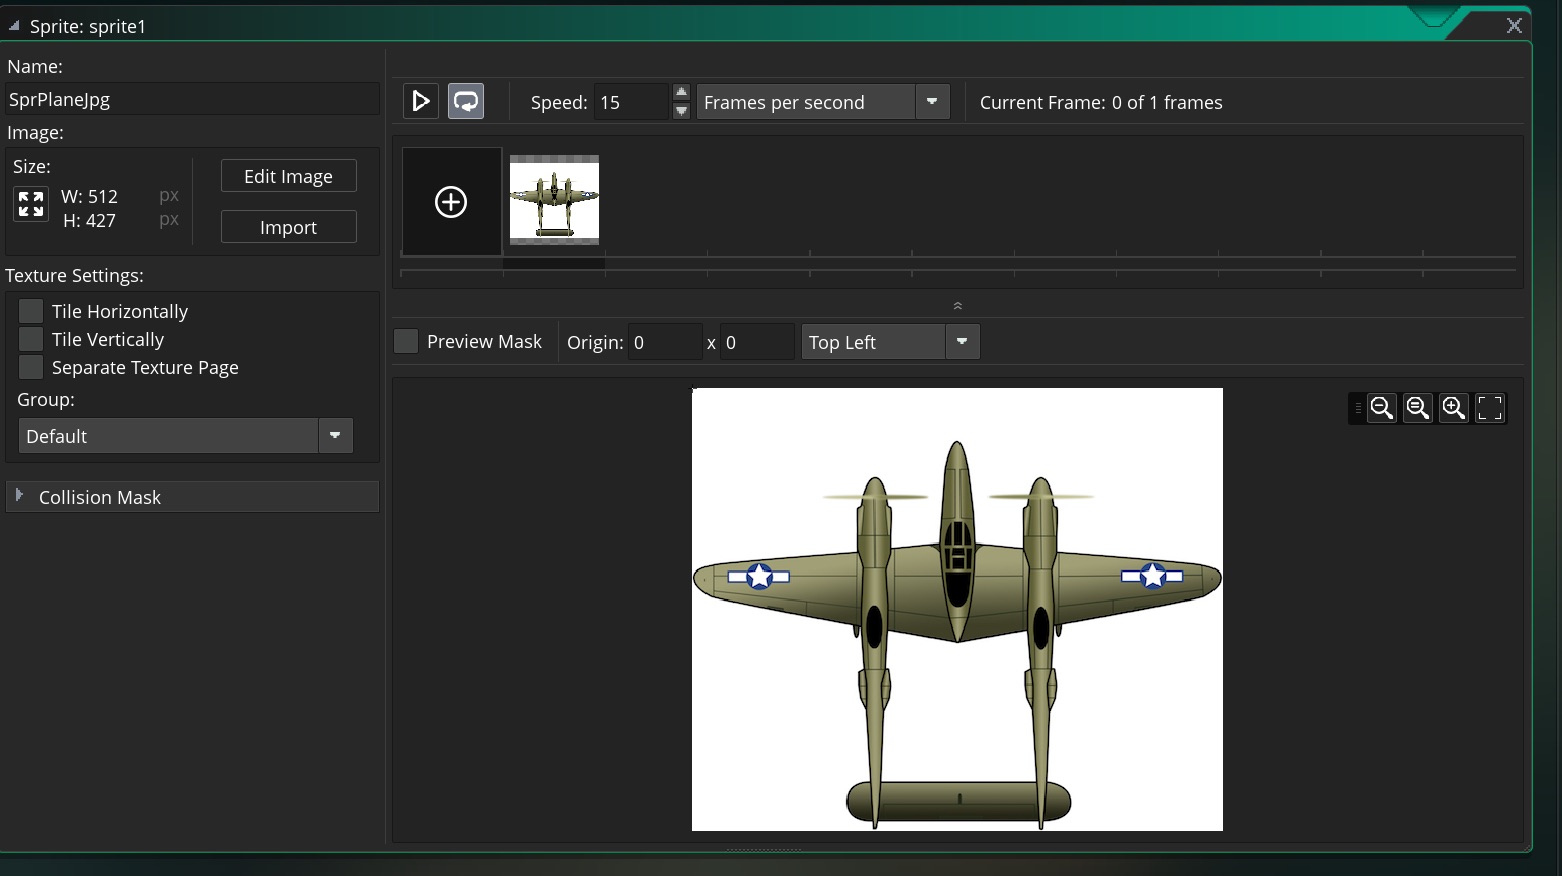 Sprite: sprite1
Name:
SprPlaneJpg
Image:
Size:
W: 512 px
H: 427 px
Edit Image
Import
Texture Settings:
Tile Horizontally
Tile Vertically
Separate Texture Page
Group:
Default
Collision Mask
Speed: 15 Frames per second Current Frame: 0 of 1 frames
Preview Mask Origin: 0 x 0 Top Left